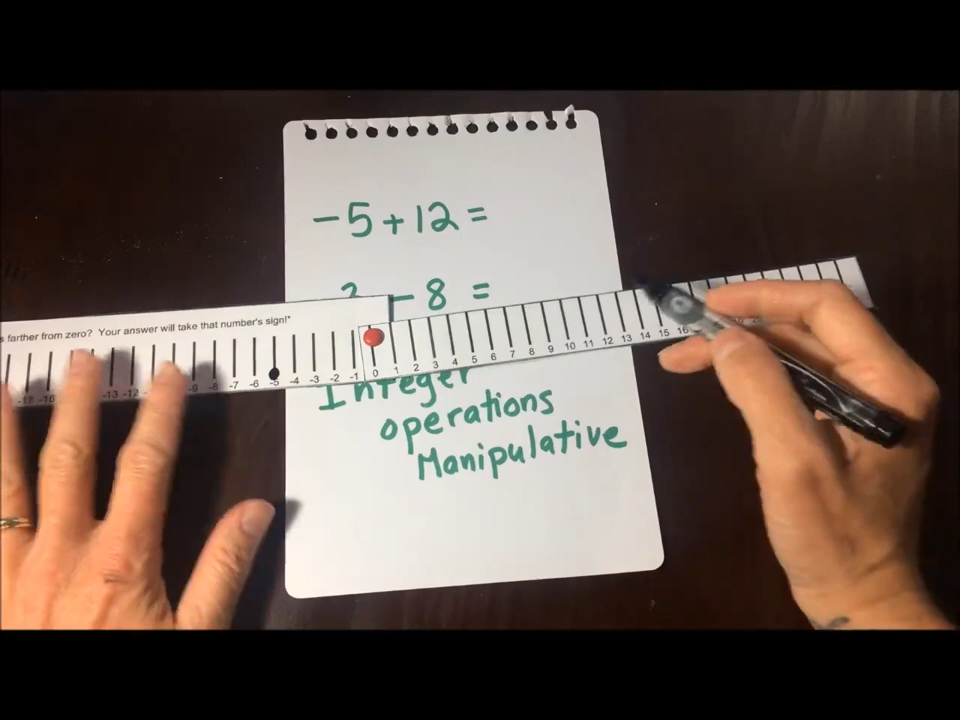 -5+12=
- 8 =
farther from zero? Your answer will take that number's sign!*
-9 -8 -7 -6 -5 -4 -3 -2 -1 0 1 2 3 4 5 6 7 8 9 10 11 12 13 14 15 16
Integer
operations
Manipulative